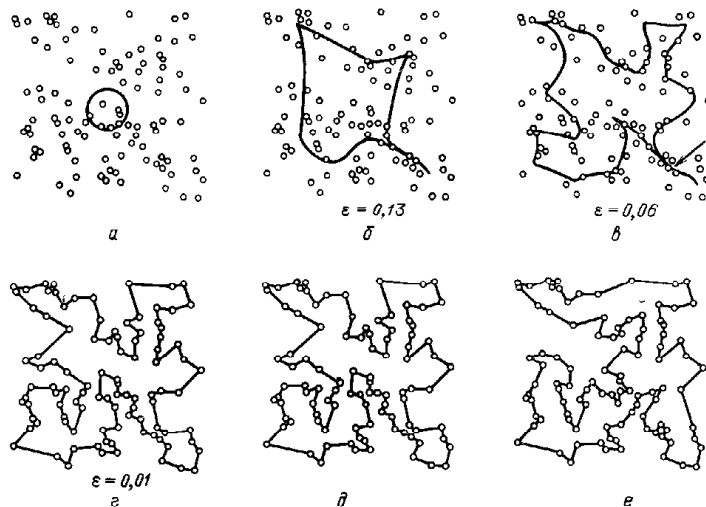 ε = 0,13
ε = 0,06
а
б
в
ε = 0,01
г
д
е